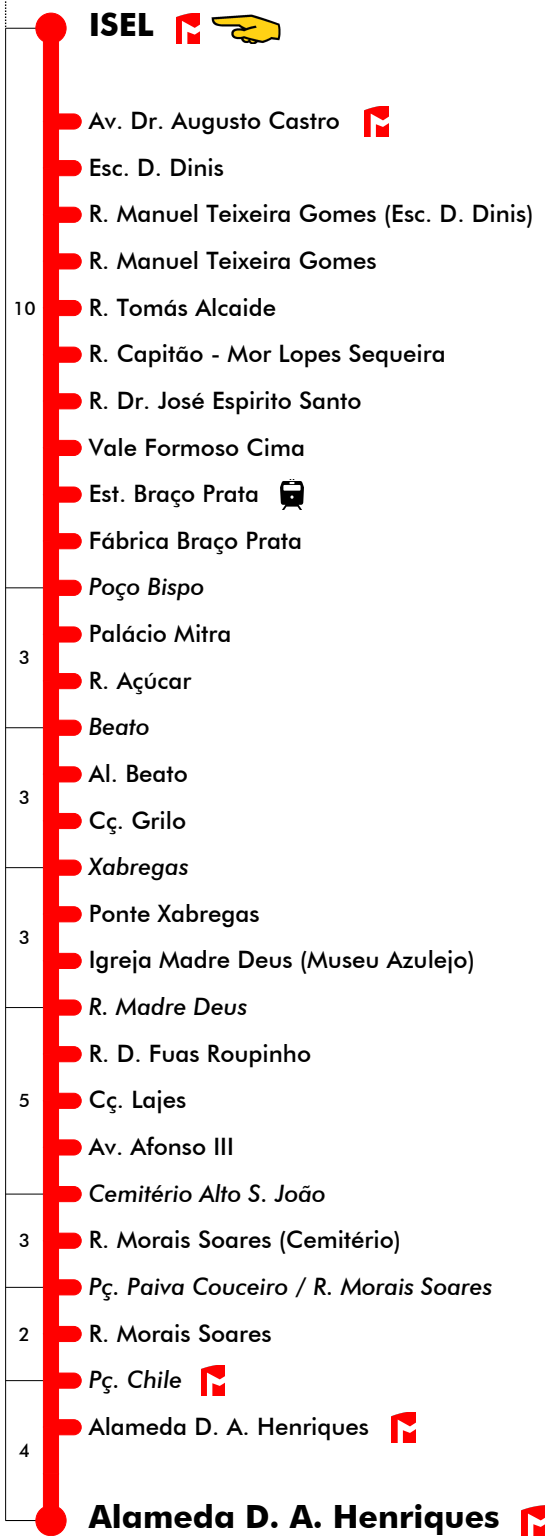 ISEL
Av. Dr. Augusto Castro
Esc. D. Dinis
R. Manuel Teixeira Gomes (Esc. D. Dinis)
R. Manuel Teixeira Gomes
10 R. Tomás Alcaide
R. Capitão - Mor Lopes Sequeira
R. Dr. José Espirito Santo
Vale Formoso Cima
Est. Braço Prata
Fábrica Braço Prata
Poço Bispo
Palácio Mitra
3
R. Açúcar
Beato
Al. Beato
3
Cç. Grilo
Xabregas
Ponte Xabregas
3
Igreja Madre Deus (Museu Azulejo)
R. Madre Deus
R. D. Fuas Roupinho
5 Cç. Lajes
Av. Afonso III
Cemitério Alto S. João
3 R. Morais Soares (Cemitério)
Pç. Paiva Couceiro / R. Morais Soares
2 R. Morais Soares
Pç. Chile
Alameda D. A. Henriques
4
Alameda D. A. Henriques